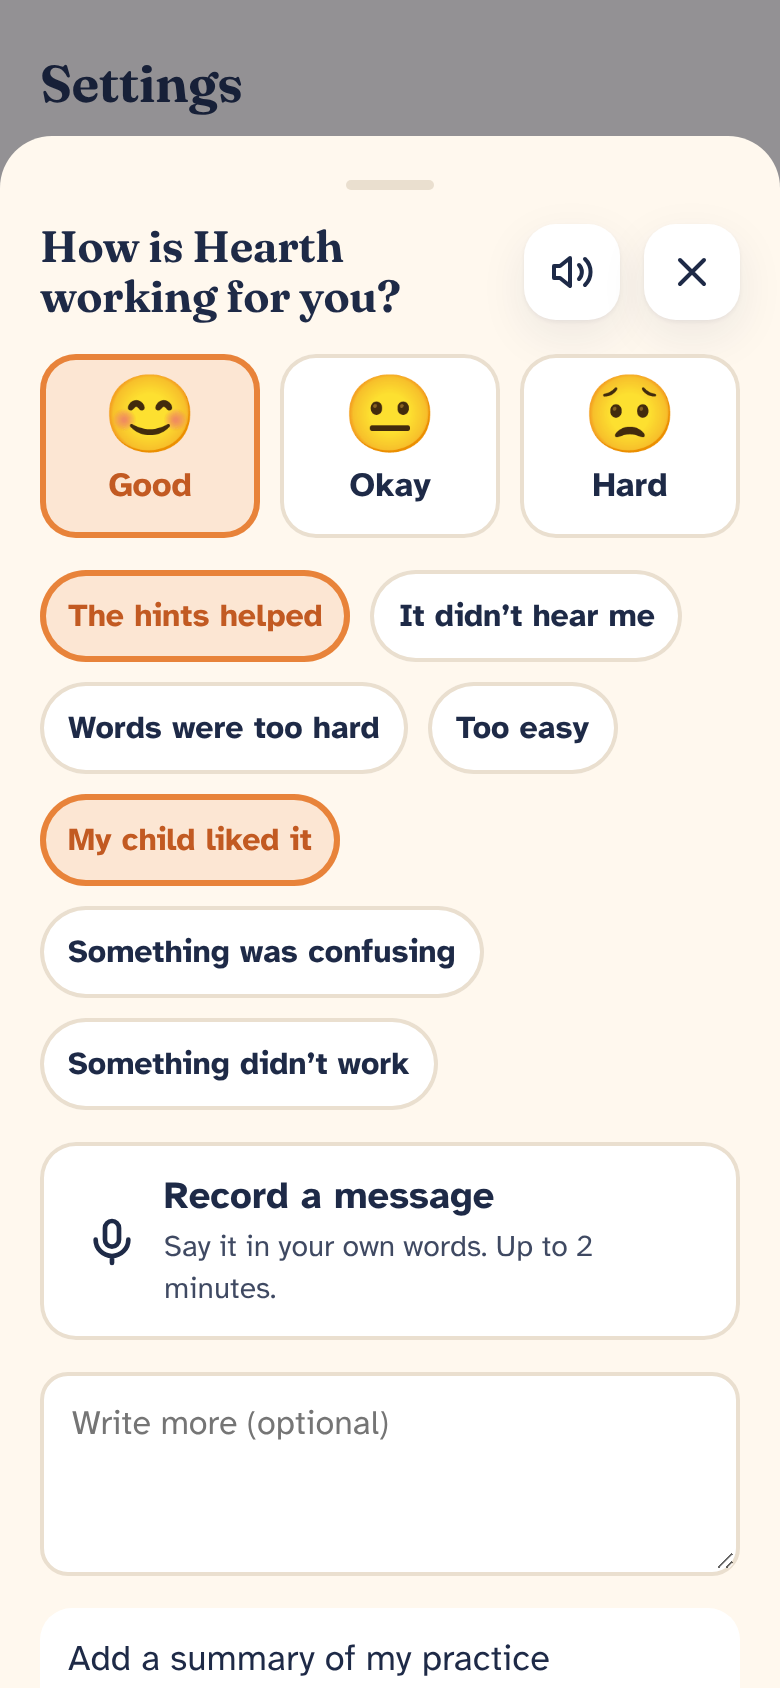 Settings
How is Hearth
working for you?
Good
Okay
Hard
The hints helped
It didn’t hear me
Words were too hard
Too easy
My child liked it
Something was confusing
Something didn’t work
Record a message
Say it in your own words. Up to 2
minutes.
Write more (optional)
Add a summary of my practice